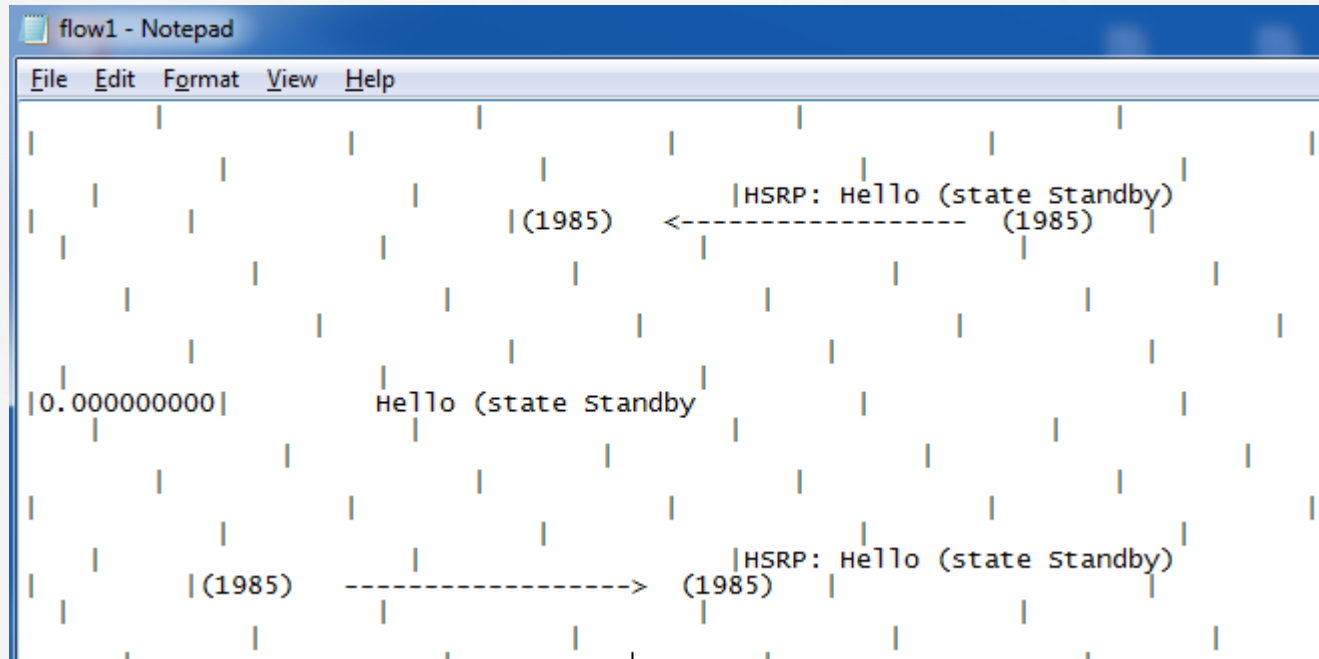 flow1 - Notepad
File Edit Format View Help
| | | |
| | | | |
| | | |
| | |HSRP: Hello (state Standby)
| | |(1985) <------------------ (1985) |
| | | |
| | | |
| | | |
| | | |
| | | |
| | |
|0.000000000| Hello (state Standby | |
| | | |
| | | |
| | | |
| | | | |
| | | |
| | |HSRP: Hello (state Standby)
| |(1985) ------------------> (1985) | |
| | | |
| | | |
| | | |